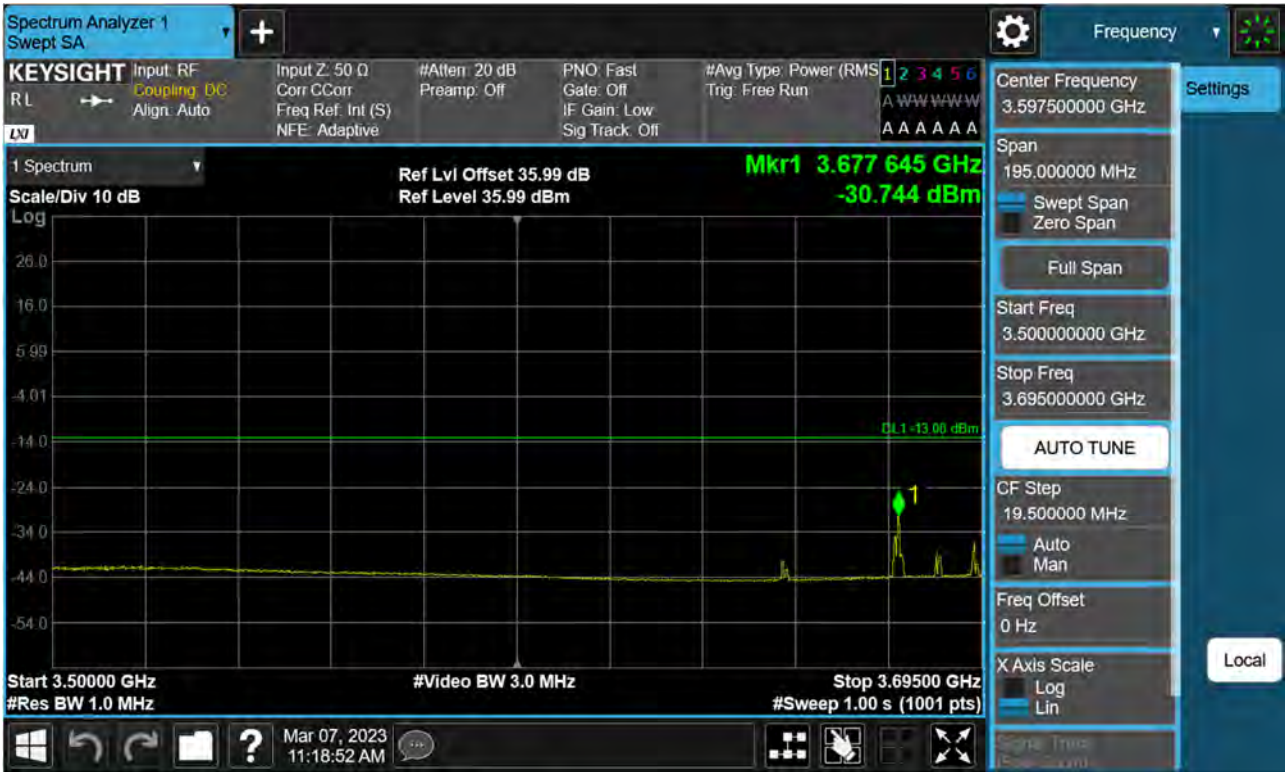 Spectrum Analyzer 1
Swept SA
Frequency
KEYSIGHT
RL
LXI
Input: RF
Coupling: DC
Align: Auto
Input Z: 50 Ω
Corr CCorr
Freq Ref: Int (S)
NFE: Adaptive
#Atten: 20 dB
Preamp: Off
PNO: Fast
Gate: Off
IF Gain: Low
Sig Track: Off
#Avg Type: Power (RMS
Trig: Free Run
1 2 3 4 5 6
A W W W W W
A A A A A A
1 Spectrum
Scale/Div 10 dB
Ref Lvl Offset 35.99 dB
Ref Level 35.99 dBm
Mkr1 3.677 645 GHz
-30.744 dBm
Log
26.0
16.0
5.99
-4.01
-14.0
-24.0
-34.0
-44.0
-54.0
DL1 -13.00 dBm
1
Start 3.50000 GHz
#Video BW 3.0 MHz
Stop 3.69500 GHz
#Res BW 1.0 MHz
#Sweep 1.00 s (1001 pts)
Mar 07, 2023
11:18:52 AM
Center Frequency
3.597500000 GHz
Span
195.000000 MHz
Swept Span
Zero Span
Full Span
Start Freq
3.500000000 GHz
Stop Freq
3.695000000 GHz
AUTO TUNE
CF Step
19.500000 MHz
Auto
Man
Freq Offset
0 Hz
X Axis Scale
Log
Lin
Signal Track
Settings
Local